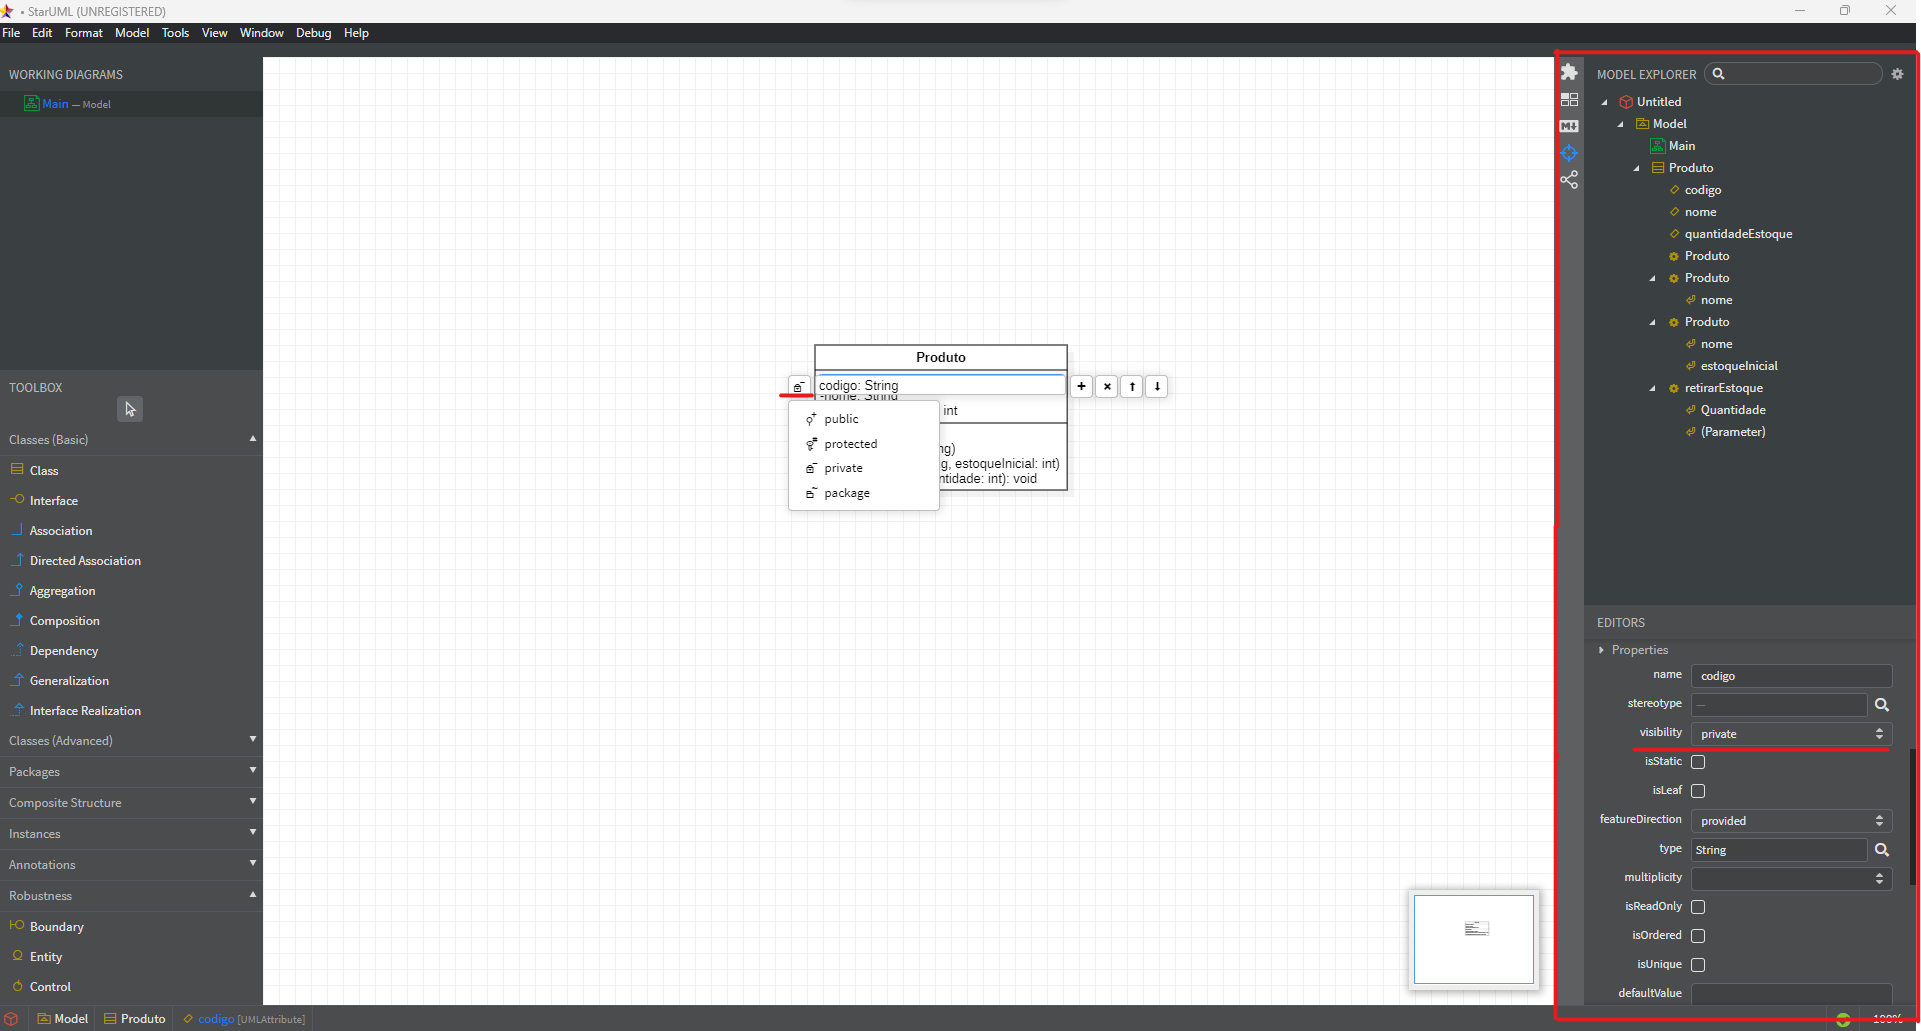 • StarUML (UNREGISTERED)
File Edit Format Model Tools View Window Debug Help
WORKING DIAGRAMS
Main — Model
TOOLBOX
Classes (Basic)
Class
Interface
Association
Directed Association
Aggregation
Composition
Dependency
Generalization
Interface Realization
Classes (Advanced)
Packages
Composite Structure
Instances
Annotations
Robustness
Boundary
Entity
Control
Produto
codigo: String
-nome: String
int
ng)
g, estoqueInicial: int)
ntidade: int): void
public
protected
private
package
MODEL EXPLORER
Untitled
Model
Main
Produto
codigo
nome
quantidadeEstoque
Produto
Produto
nome
Produto
nome
estoqueInicial
retirarEstoque
Quantidade
(Parameter)
EDITORS
Properties
name codigo
stereotype —
visibility private
isStatic
isLeaf
featureDirection provided
type String
multiplicity
isReadOnly
isOrdered
isUnique
defaultValue
Model Produto codigo [UMLAttribute]
100%